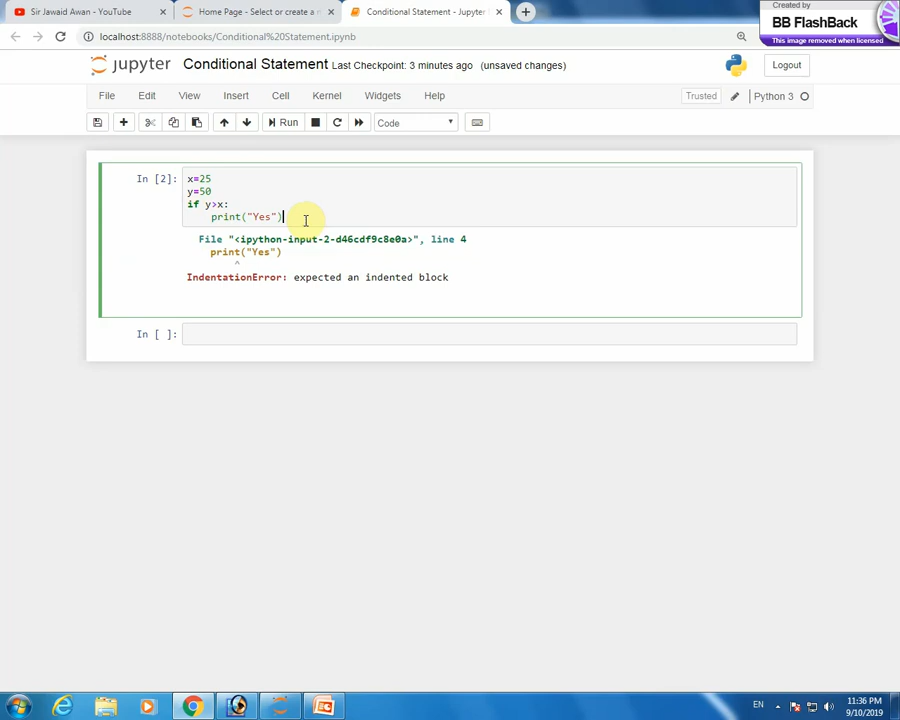 Sir Jawaid Awan - YouTube
Home Page - Select or create a n
Conditional Statement - Jupyter
Created by
BB FlashBack
This image removed when licensed
localhost:8888/notebooks/Conditional%20Statement.ipynb
jupyter
Conditional Statement Last Checkpoint: 3 minutes ago (unsaved changes)
Logout
File Edit View Insert Cell Kernel Widgets Help
Trusted
Python 3
Run
Code
In [2]:
x=25
y=50
if y>x:
    print("Yes")
File "<ipython-input-2-d46cdf9c8e0a>", line 4
print("Yes")
^
IndentationError: expected an indented block
In [ ]:
EN
11:36 PM
9/10/2019